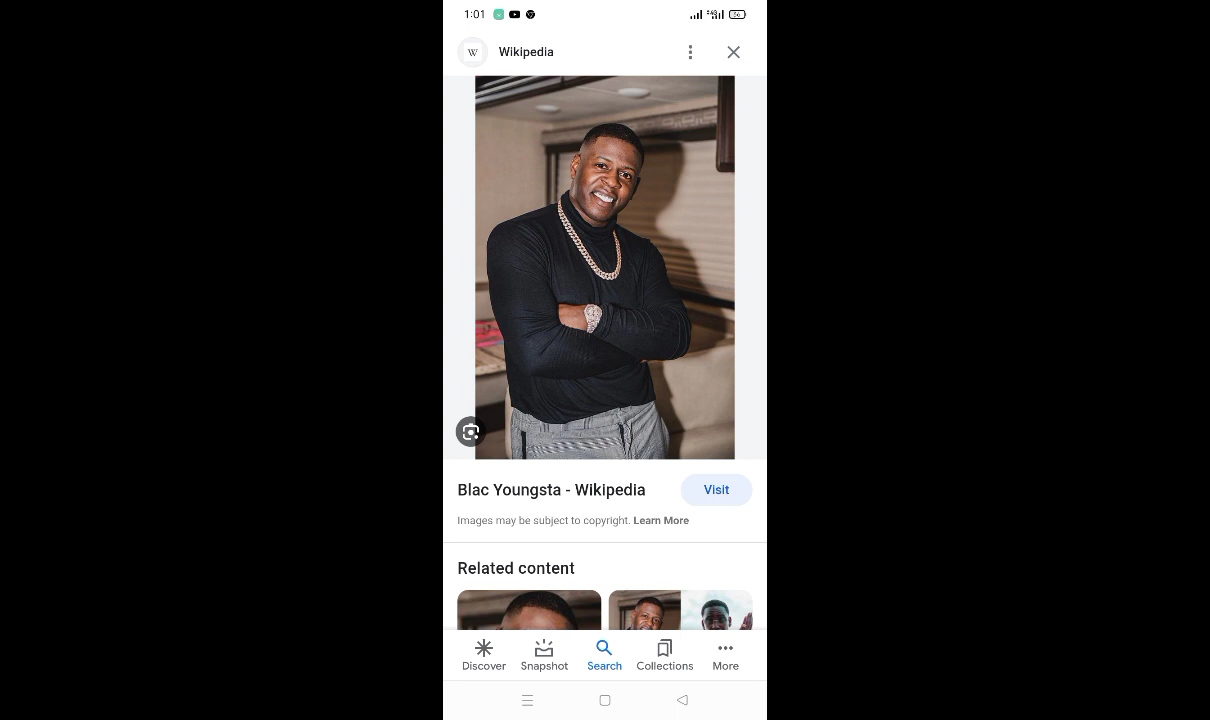 1:01
56
W
Wikipedia
Blac Youngsta - Wikipedia
Visit
Images may be subject to copyright. Learn More
Related content
Discover
Snapshot
Search
Collections
More